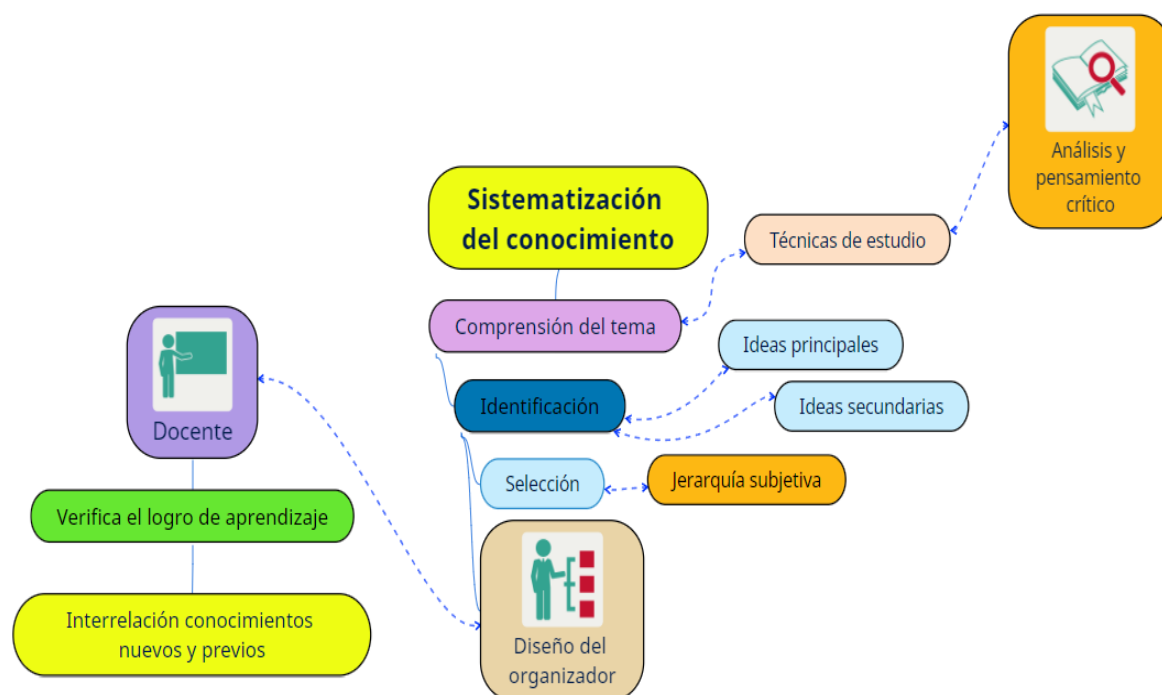 Análisis y
pensamiento
crítico
Sistematización
del conocimiento
Técnicas de estudio
Comprensión del tema
Ideas principales
Identificación
Ideas secundarias
Docente
Selección
Jerarquía subjetiva
Verifica el logro de aprendizaje
Interrelación conocimientos
nuevos y previos
Diseño del
organizador